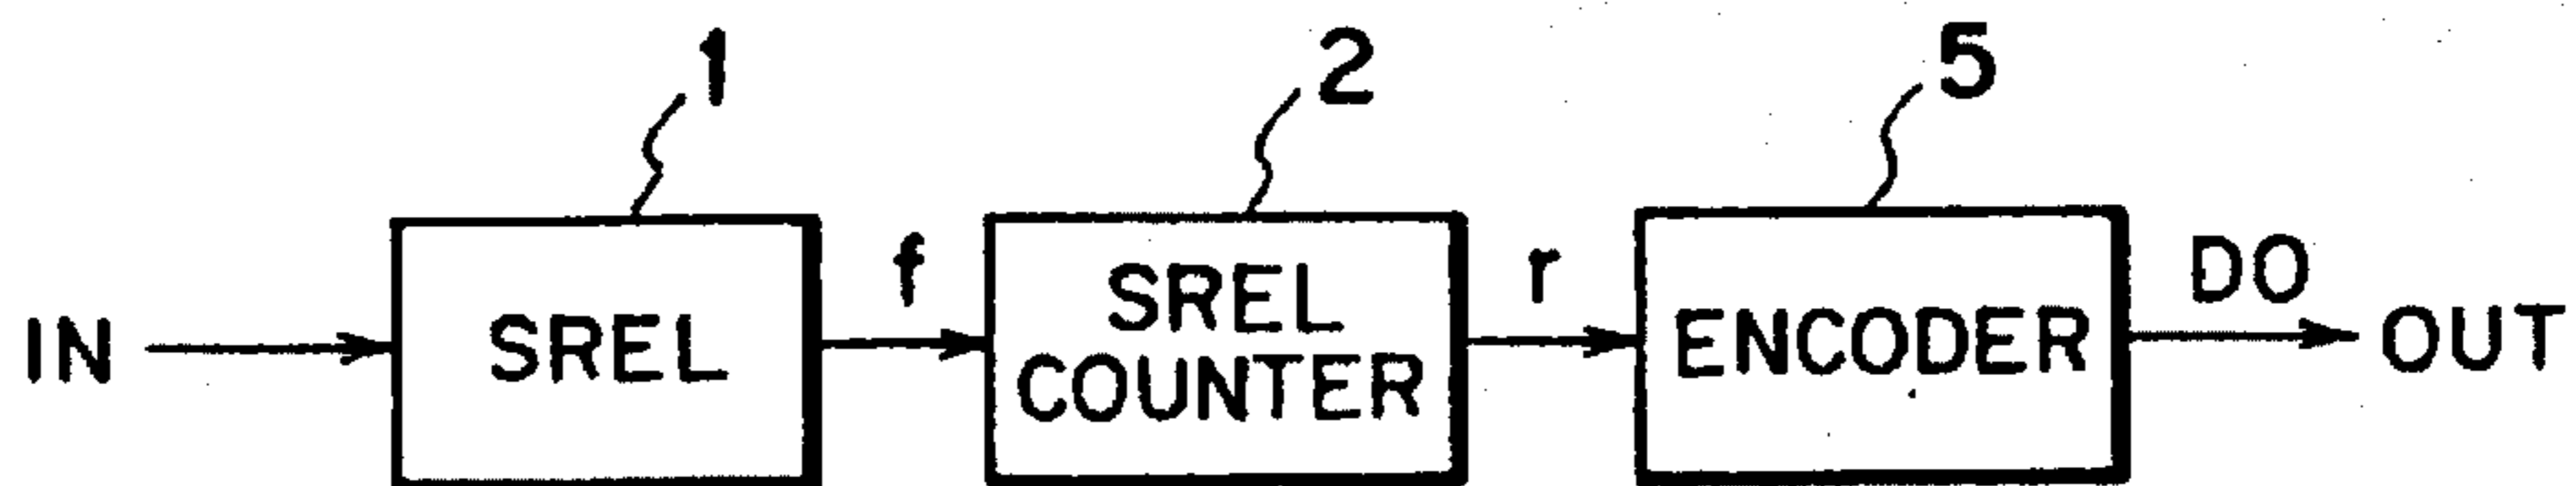 1
2
5
IN
SREL
f
SREL
COUNTER
r
ENCODER
DO
OUT